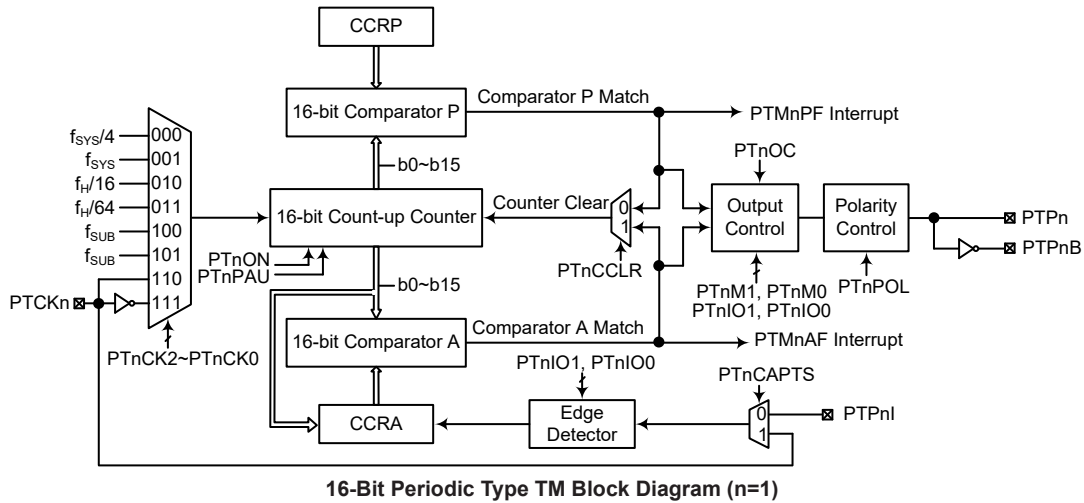 CCRP
16-bit Comparator P
Comparator P Match
PTMnPF Interrupt
b0~b15
PTnOC
fSYS/4
000
fSYS
001
fH/16
010
fH/64
011
fSUB
100
fSUB
101
110
111
16-bit Count-up Counter
Counter Clear
0
1
Output
Control
Polarity
Control
PTPn
PTPnB
PTnON
PTnPAU
PTnCCLR
PTnM1, PTnM0
PTnIO1, PTnIO0
PTnPOL
PTCKn
b0~b15
PTnCK2~PTnCK0
16-bit Comparator A
Comparator A Match
PTMnAF Interrupt
PTnIO1, PTnIO0
PTnCAPTS
CCRA
Edge
Detector
0
1
PTPnI
16-Bit Periodic Type TM Block Diagram (n=1)